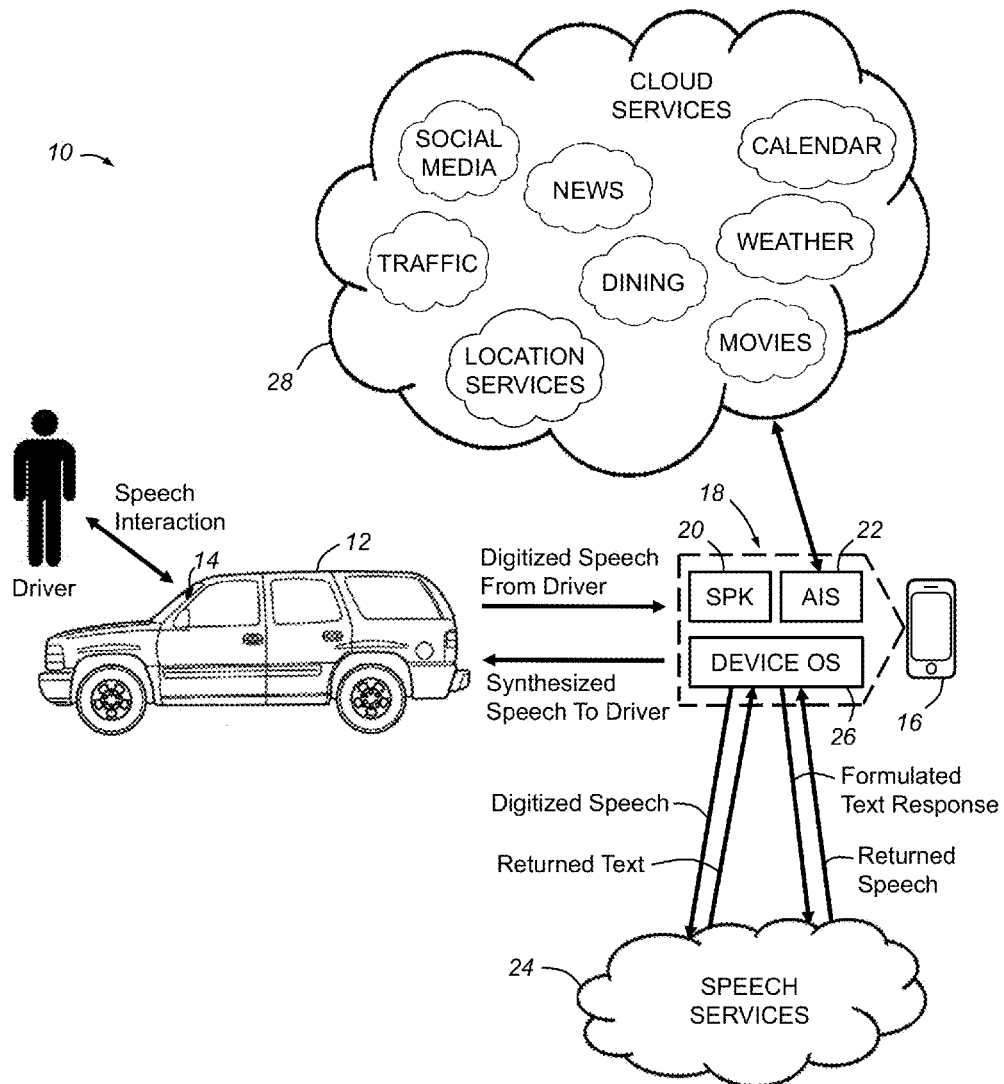 CLOUD
SERVICES
SOCIAL
MEDIA
CALENDAR
10
NEWS
WEATHER
TRAFFIC
DINING
MOVIES
LOCATION
SERVICES
28
Speech
Interaction
Driver
14
12
Digitized Speech
From Driver
18
20
22
SPK
AIS
DEVICE OS
Synthesized
Speech To Driver
26
16
Digitized Speech
Formulated
Text Response
Returned Text
Returned
Speech
24
SPEECH
SERVICES